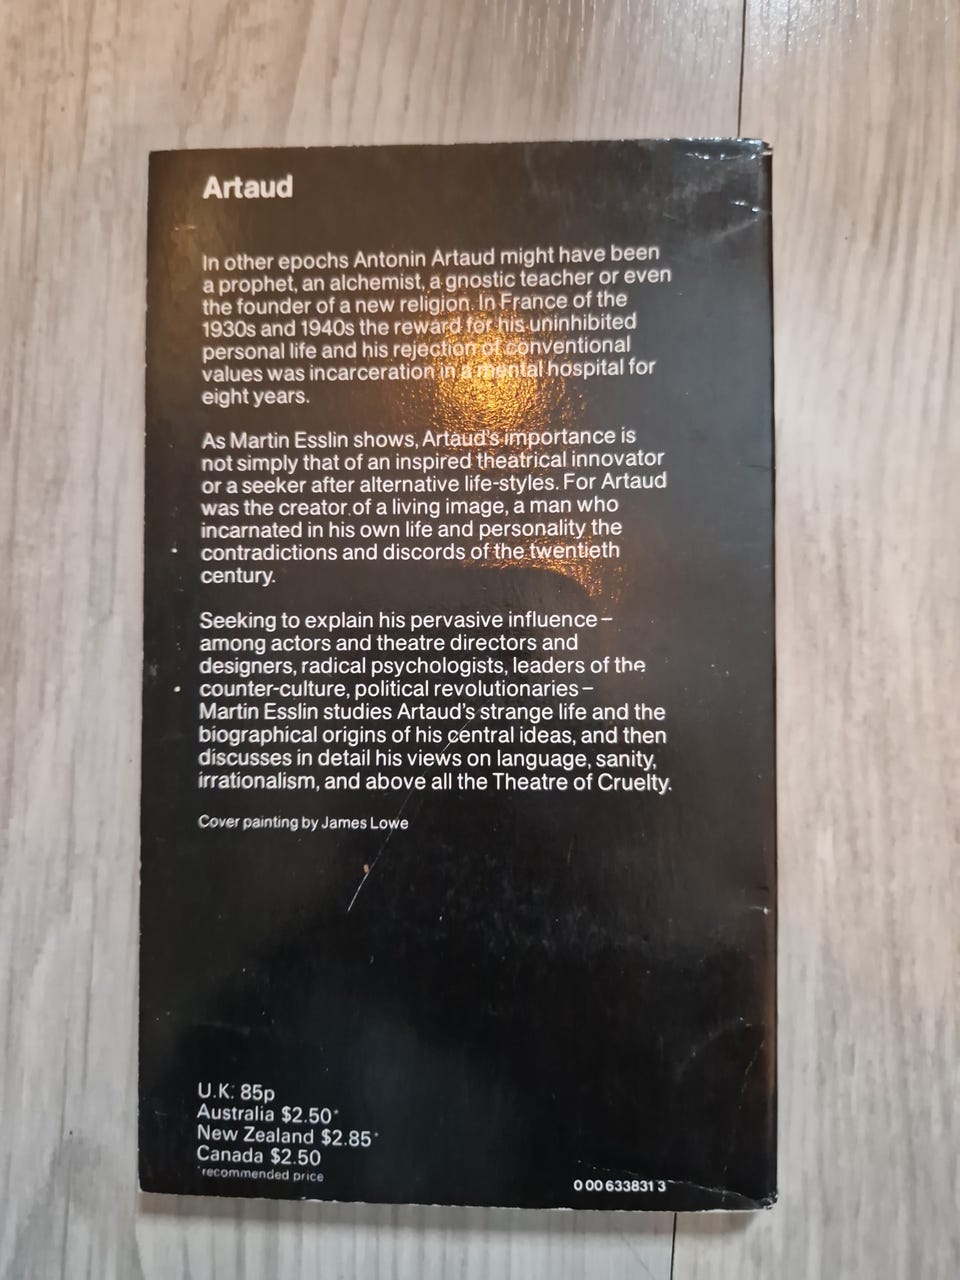 Artaud
In other epochs Antonin Artaud might have been
a prophet, an alchemist, a gnostic teacher or even
the founder of a new religion. In France of the
1930s and 1940s the reward for his uninhibited
personal life and his rejection of conventional
values was incarceration in a mental hospital for
eight years.
As Martin Esslin shows, Artaud's importance is
not simply that of an inspired theatrical innovator
or a seeker after alternative life-styles. For Artaud
was the creator of a living image, a man who
incarnated in his own life and personality the
contradictions and discords of the twentieth
century.
Seeking to explain his pervasive influence –
among actors and theatre directors and
designers, radical psychologists, leaders of the
counter-culture, political revolutionaries –
Martin Esslin studies Artaud's strange life and the
biographical origins of his central ideas, and then
discusses in detail his views on language, sanity,
irrationalism, and above all the Theatre of Cruelty.
Cover painting by James Lowe
U.K. 85p
Australia $2.50*
New Zealand $2.85*
Canada $2.50
*recommended price
0 00 633831 3